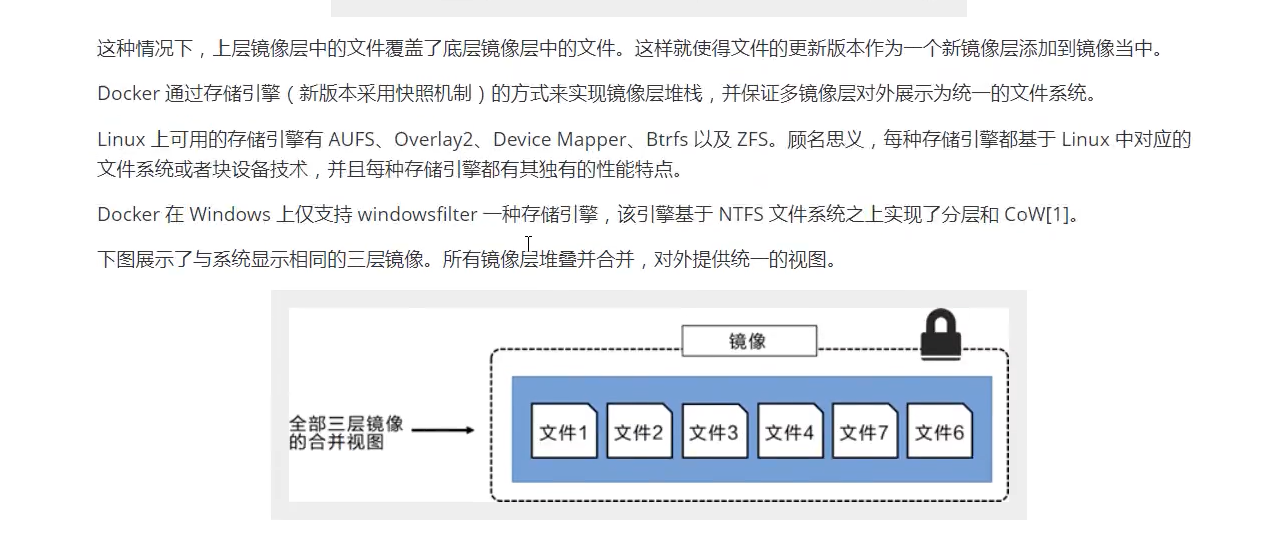 这种情况下，上层镜像层中的文件覆盖了底层镜像层中的文件。这样就使得文件的更新版本作为一个新镜像层添加到镜像当中。
Docker 通过存储引擎（新版本采用快照机制）的方式来实现镜像层堆栈，并保证多镜像层对外展示为统一的文件系统。
Linux 上可用的存储引擎有 AUFS、Overlay2、Device Mapper、Btrfs 以及 ZFS。顾名思义，每种存储引擎都基于 Linux 中对应的
文件系统或者块设备技术，并且每种存储引擎都有其独有的性能特点。
Docker 在 Windows 上仅支持 windowsfilter 一种存储引擎，该引擎基于 NTFS 文件系统之上实现了分层和 CoW[1]。
下图展示了与系统显示相同的三层镜像。所有镜像层堆叠并合并，对外提供统一的视图。
镜像
全部三层镜像
的合并视图
文件1 文件2 文件3 文件4 文件7 文件6